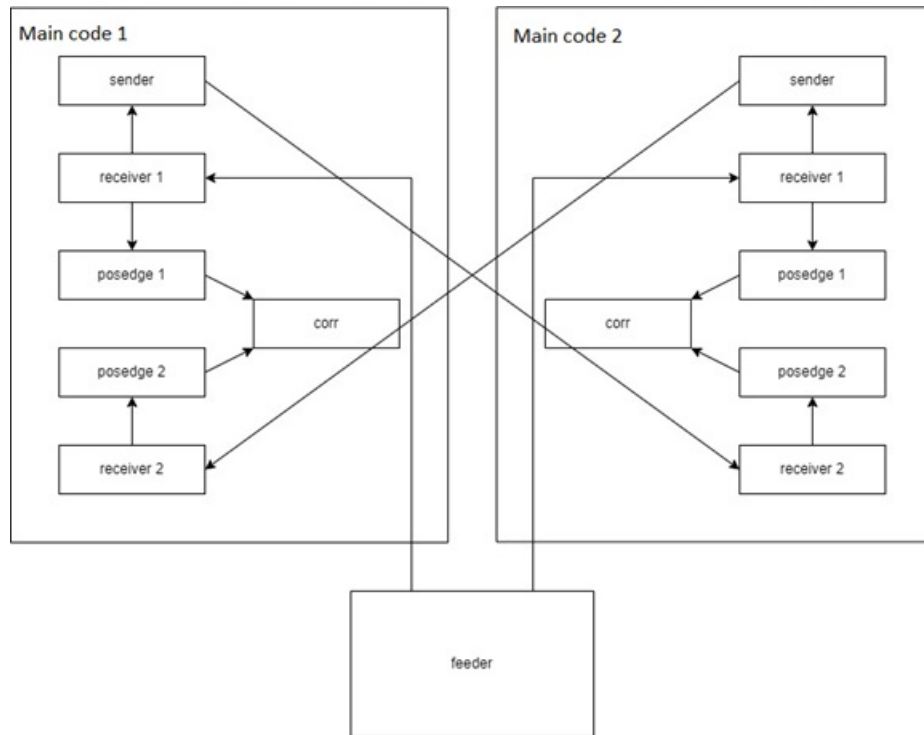 Main code 1
sender
receiver 1
posedge 1
corr
posedge 2
receiver 2
Main code 2
sender
receiver 1
posedge 1
corr
posedge 2
receiver 2
feeder